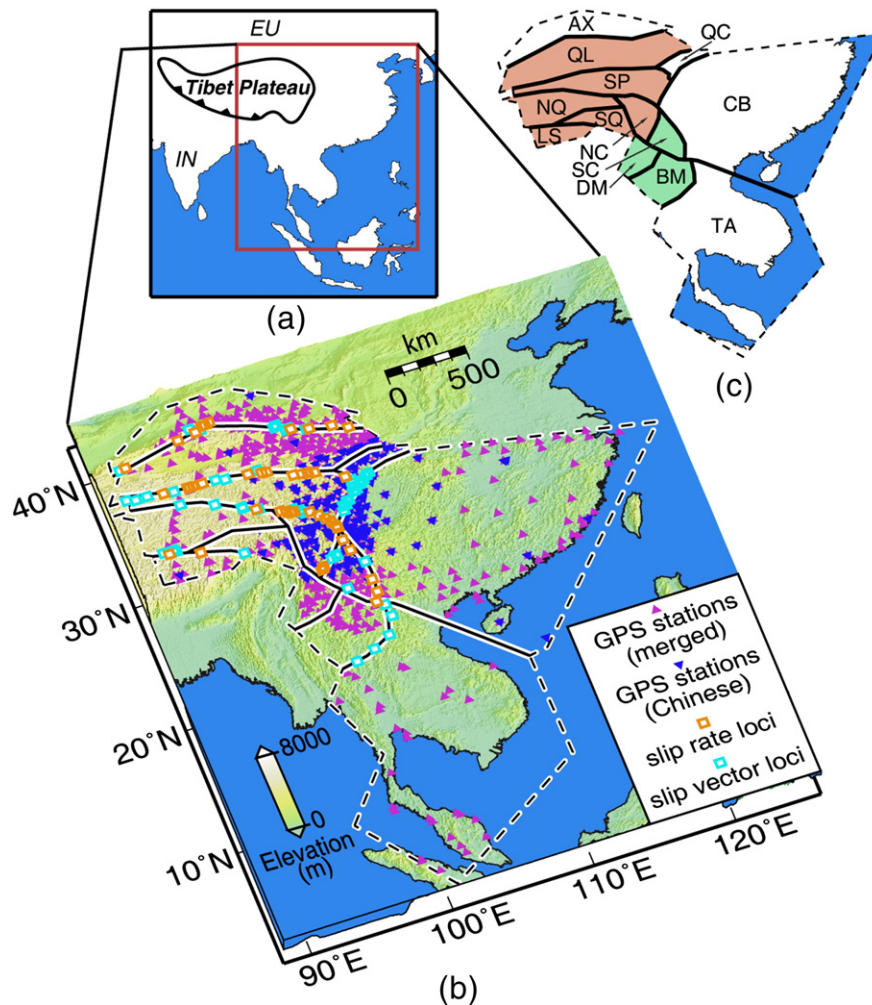 EU
Tibet Plateau
IN
(a)
AX
QC
QL
SP
CB
NQ
SQ
LS
NC
SC
DM
BM
TA
(c)
km
0 500
40°N
30°N
20°N
10°N
8000
0
Elevation
(m)
GPS stations
(merged)
GPS stations
(Chinese)
slip rate loci
slip vector loci
90°E
100°E
110°E
120°E
(b)